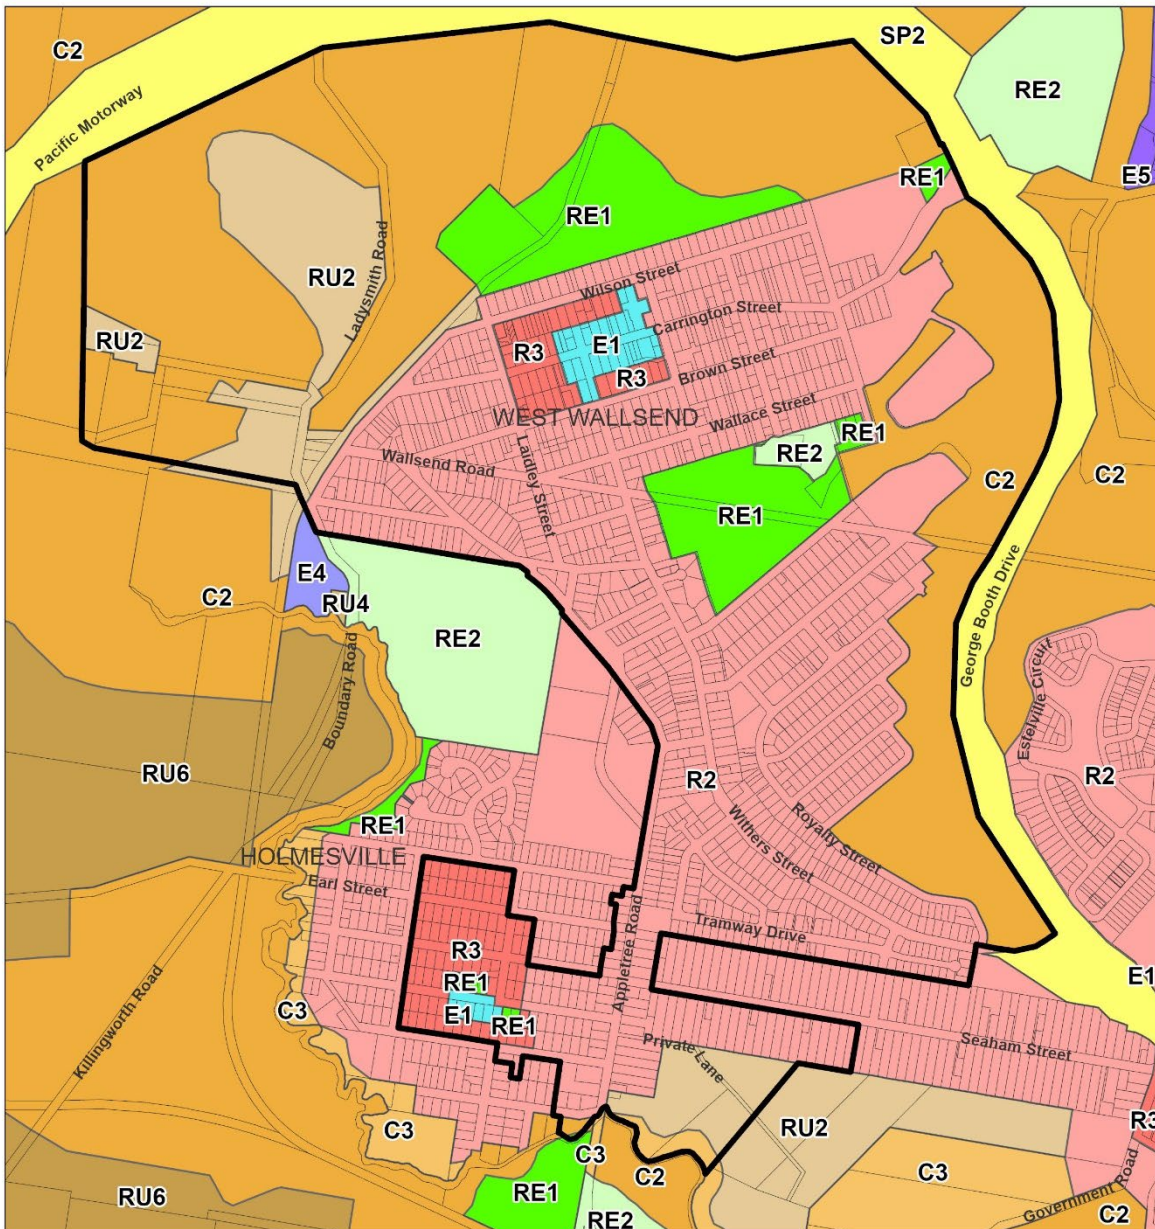 C2
SP2
RE2
Pacific Motorway
E5
RE1
RE1
Ladysmith Road
RU2
Wilson Street
RU2
Carrington Street
R3
E1
R3
Brown Street
WEST WALLSEND
Wallace Street
Laidley Street
RE1
Wallsend Road
RE2
C2
C2
RE1
E4
C2
RU4
RE2
George Booth Drive
Boundary Road
Estelville Circuit
RU6
R2
R2
RE1
Withers Street
Royalty Street
HOLMESVILLE
Earl Street
Appletree Road
Tramway Drive
R3
RE1
E1
C3
E1
RE1
Killingworth Road
Private Lane
Seaham Street
C3
RU2
R3
C3
C2
C3
RU6
RE1
Government Road
RE2
C2